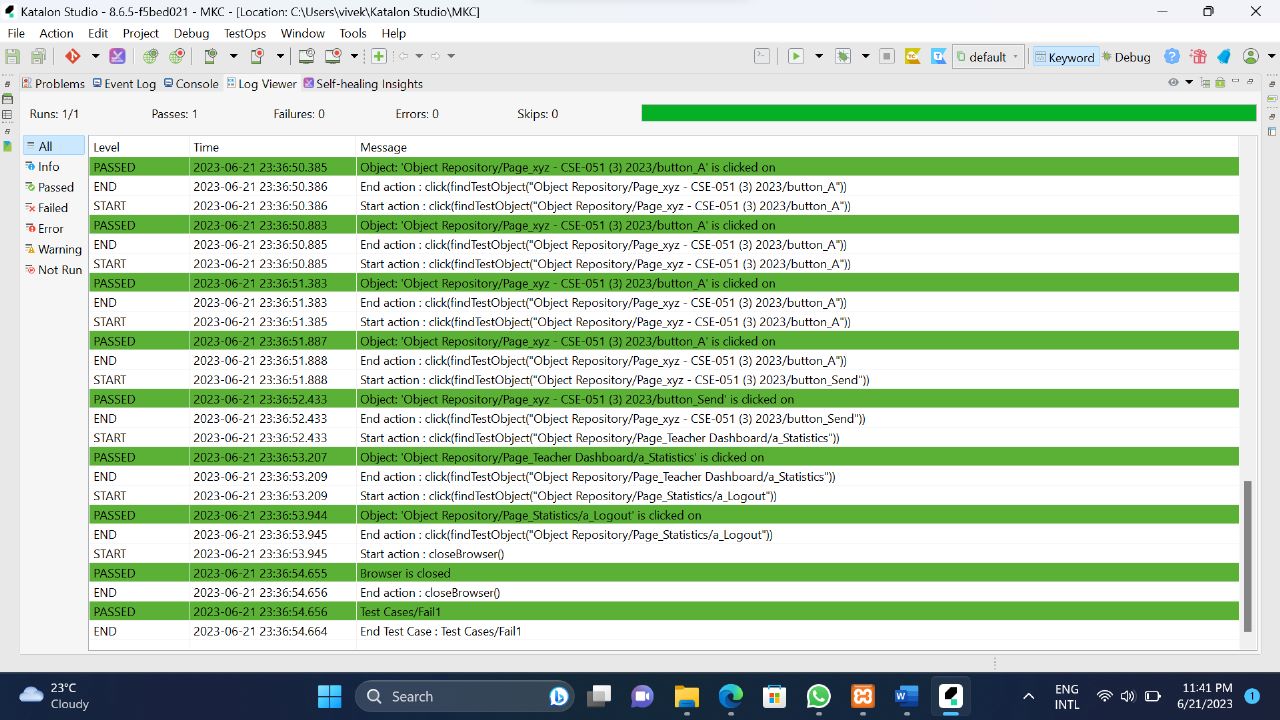 Katalon Studio - 8.6.5-f5bed021 - MKC - [Location: C:\Users\vivek\Katalon Studio\MKC]
File Action Edit Project Debug TestOps Window Tools Help
default Keyword Debug
Problems Event Log Console Log Viewer Self-healing Insights
Runs: 1/1 Passes: 1 Failures: 0 Errors: 0 Skips: 0
All
Info
Passed
Failed
Error
Warning
Not Run
Level Time Message
PASSED 2023-06-21 23:36:50.385 Object: 'Object Repository/Page_xyz - CSE-051 (3) 2023/button_A' is clicked on
END 2023-06-21 23:36:50.386 End action : click(findTestObject("Object Repository/Page_xyz - CSE-051 (3) 2023/button_A"))
START 2023-06-21 23:36:50.386 Start action : click(findTestObject("Object Repository/Page_xyz - CSE-051 (3) 2023/button_A"))
PASSED 2023-06-21 23:36:50.883 Object: 'Object Repository/Page_xyz - CSE-051 (3) 2023/button_A' is clicked on
END 2023-06-21 23:36:50.885 End action : click(findTestObject("Object Repository/Page_xyz - CSE-051 (3) 2023/button_A"))
START 2023-06-21 23:36:50.885 Start action : click(findTestObject("Object Repository/Page_xyz - CSE-051 (3) 2023/button_A"))
PASSED 2023-06-21 23:36:51.383 Object: 'Object Repository/Page_xyz - CSE-051 (3) 2023/button_A' is clicked on
END 2023-06-21 23:36:51.383 End action : click(findTestObject("Object Repository/Page_xyz - CSE-051 (3) 2023/button_A"))
START 2023-06-21 23:36:51.385 Start action : click(findTestObject("Object Repository/Page_xyz - CSE-051 (3) 2023/button_A"))
PASSED 2023-06-21 23:36:51.887 Object: 'Object Repository/Page_xyz - CSE-051 (3) 2023/button_A' is clicked on
END 2023-06-21 23:36:51.888 End action : click(findTestObject("Object Repository/Page_xyz - CSE-051 (3) 2023/button_A"))
START 2023-06-21 23:36:51.888 Start action : click(findTestObject("Object Repository/Page_xyz - CSE-051 (3) 2023/button_Send"))
PASSED 2023-06-21 23:36:52.433 Object: 'Object Repository/Page_xyz - CSE-051 (3) 2023/button_Send' is clicked on
END 2023-06-21 23:36:52.433 End action : click(findTestObject("Object Repository/Page_xyz - CSE-051 (3) 2023/button_Send"))
START 2023-06-21 23:36:52.433 Start action : click(findTestObject("Object Repository/Page_Teacher Dashboard/a_Statistics"))
PASSED 2023-06-21 23:36:53.207 Object: 'Object Repository/Page_Teacher Dashboard/a_Statistics' is clicked on
END 2023-06-21 23:36:53.209 End action : click(findTestObject("Object Repository/Page_Teacher Dashboard/a_Statistics"))
START 2023-06-21 23:36:53.209 Start action : click(findTestObject("Object Repository/Page_Statistics/a_Logout"))
PASSED 2023-06-21 23:36:53.944 Object: 'Object Repository/Page_Statistics/a_Logout' is clicked on
END 2023-06-21 23:36:53.945 End action : click(findTestObject("Object Repository/Page_Statistics/a_Logout"))
START 2023-06-21 23:36:53.945 Start action : closeBrowser()
PASSED 2023-06-21 23:36:54.655 Browser is closed
END 2023-06-21 23:36:54.656 End action : closeBrowser()
PASSED 2023-06-21 23:36:54.656 Test Cases/Fail1
END 2023-06-21 23:36:54.664 End Test Case : Test Cases/Fail1
23°C
Cloudy
Search
ENG
INTL
11:41 PM
6/21/2023
1